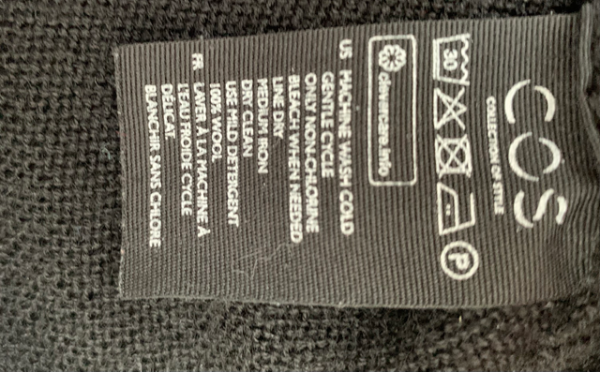 COS
COLLECTION OF STYLE
30 P
clevercare.info
US MACHINE WASH COLD
GENTLE CYCLE
ONLY NON-CHLORINE
BLEACH WHEN NEEDED
LINE DRY
MEDIUM IRON
DRY CLEAN
USE MILD DETERGENT
100% WOOL
FR LAVER À LA MACHINE À
L'EAU FROIDE CYCLE
DÉLICAT
BLANCHIR SANS CHLORE